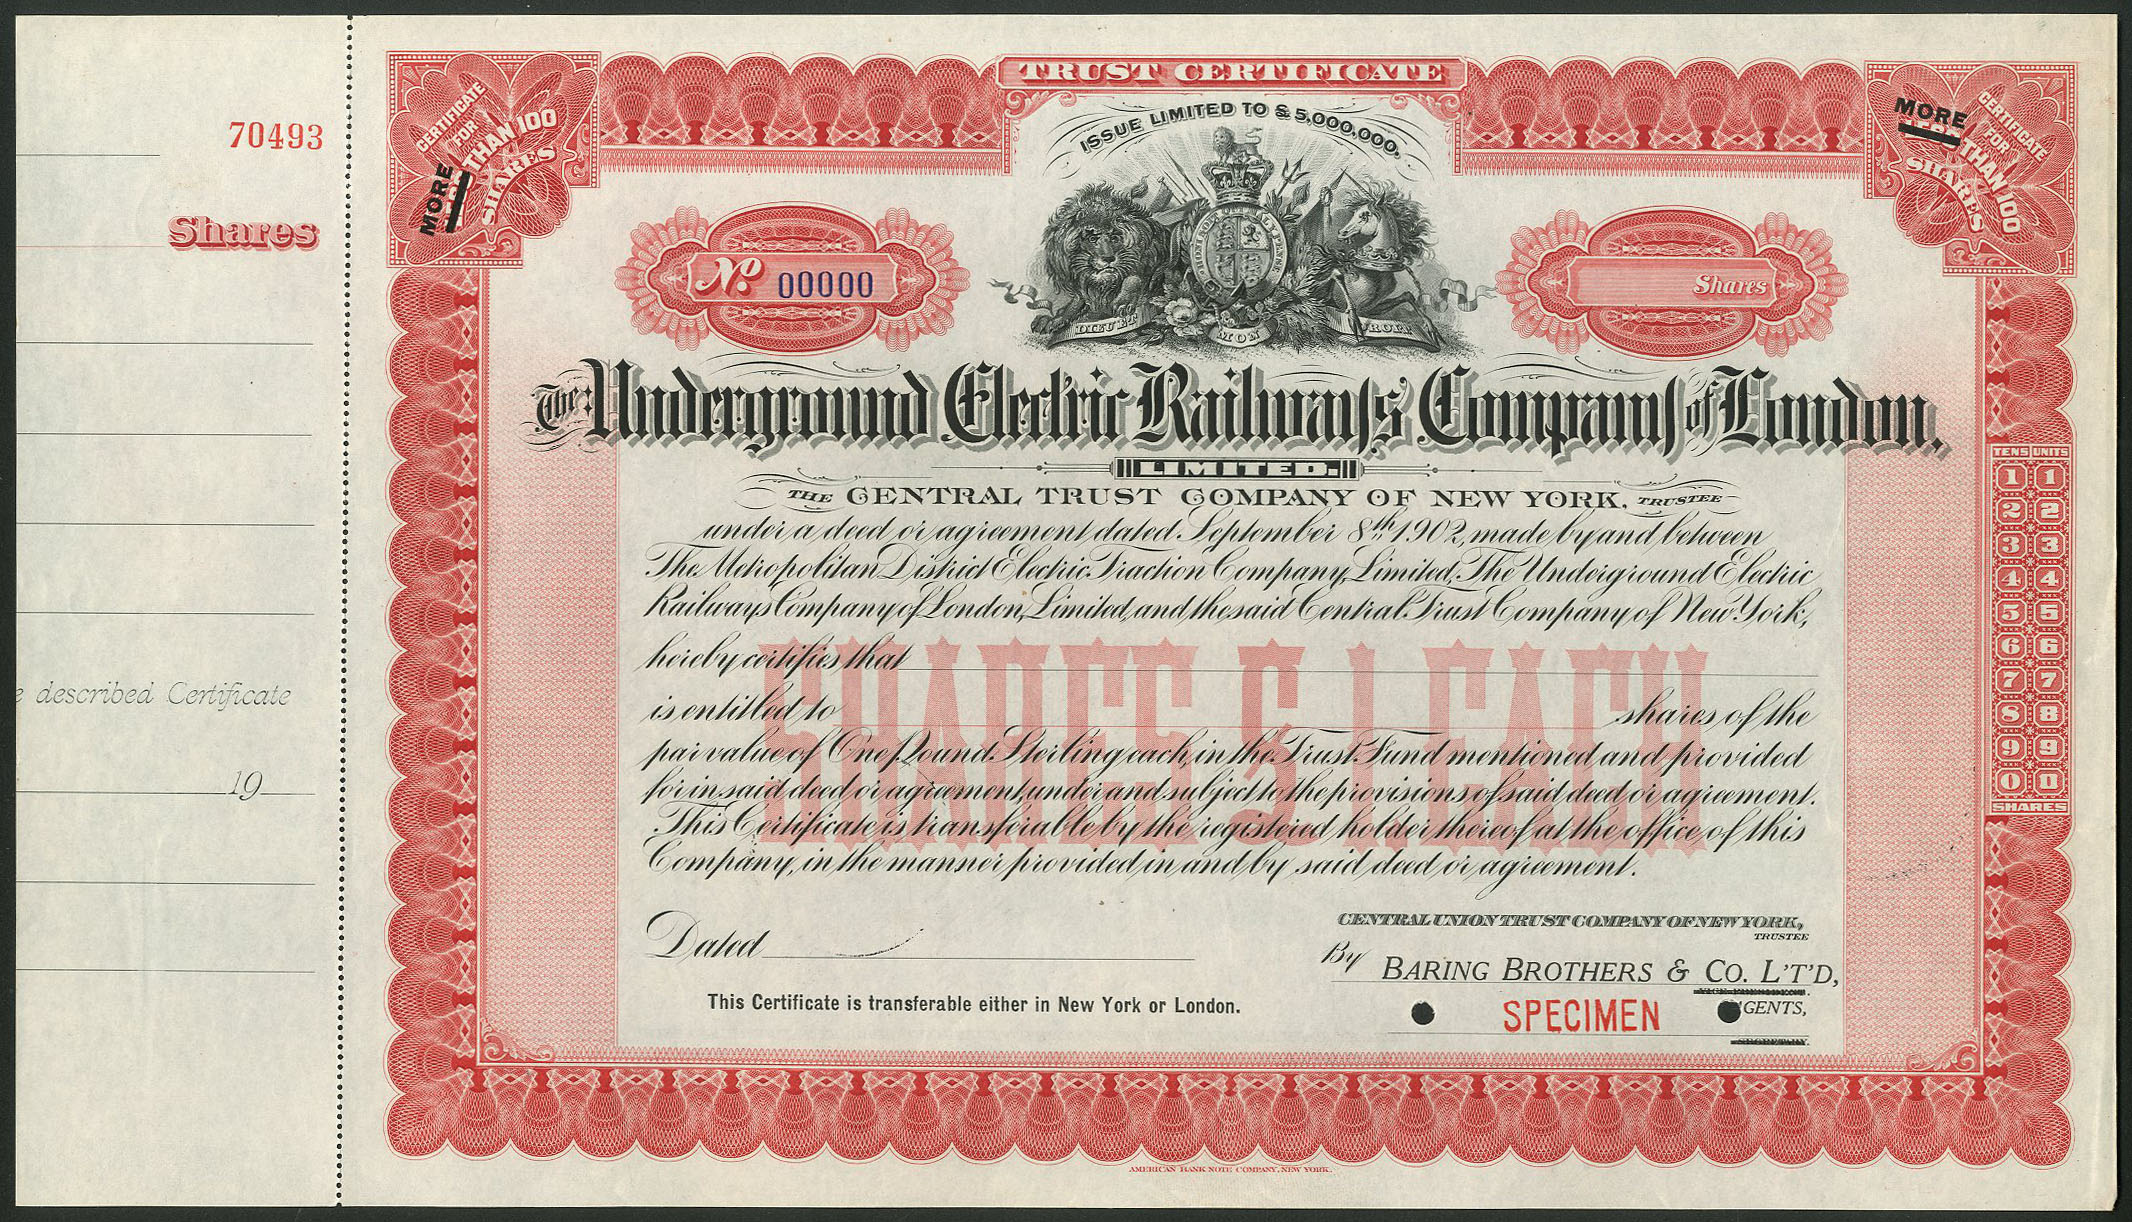 70493
Shares
e described Certificate
19
TRUST CERTIFICATE
ISSUE LIMITED TO £5,000,000.
CERTIFICATE
FOR
MORE THAN 100
SHARES
MORE
CERTIFICATE
FOR
THAN 100
SHARES
No. 00000
Shares
DIEU ET
MON
DROIT
The Underground Electric Railways Company of London,
LIMITED.
THE CENTRAL TRUST COMPANY OF NEW YORK, TRUSTEE
under a deed or agreement dated September 8th 1902, made by and between
The Metropolitan District Electric Traction Company, Limited, The Underground Electric
Railways Company of London, Limited, and the said Central Trust Company of New York,
hereby certifies that
is entitled to shares of the
par value of One Pound Sterling each, in the Trust Fund mentioned and provided
for in said deed or agreement, under and subject to the provisions of said deed or agreement.
This Certificate is transferable by the registered holder thereof at the office of this
Company, in the manner provided in and by said deed or agreement.
SHARES £1 EACH
TENS UNITS
1 1
2 2
3 3
4 4
5 5
6 6
7 7
8 8
9 9
0 0
SHARES
Dated
CENTRAL UNION TRUST COMPANY OF NEW YORK,
TRUSTEE
By BARING BROTHERS & CO. L'T'D,
VICE-PRESIDENT.
This Certificate is transferable either in New York or London.
SPECIMEN
GENTS,
SECRETARY.
AMERICAN BANK NOTE COMPANY, NEW YORK.